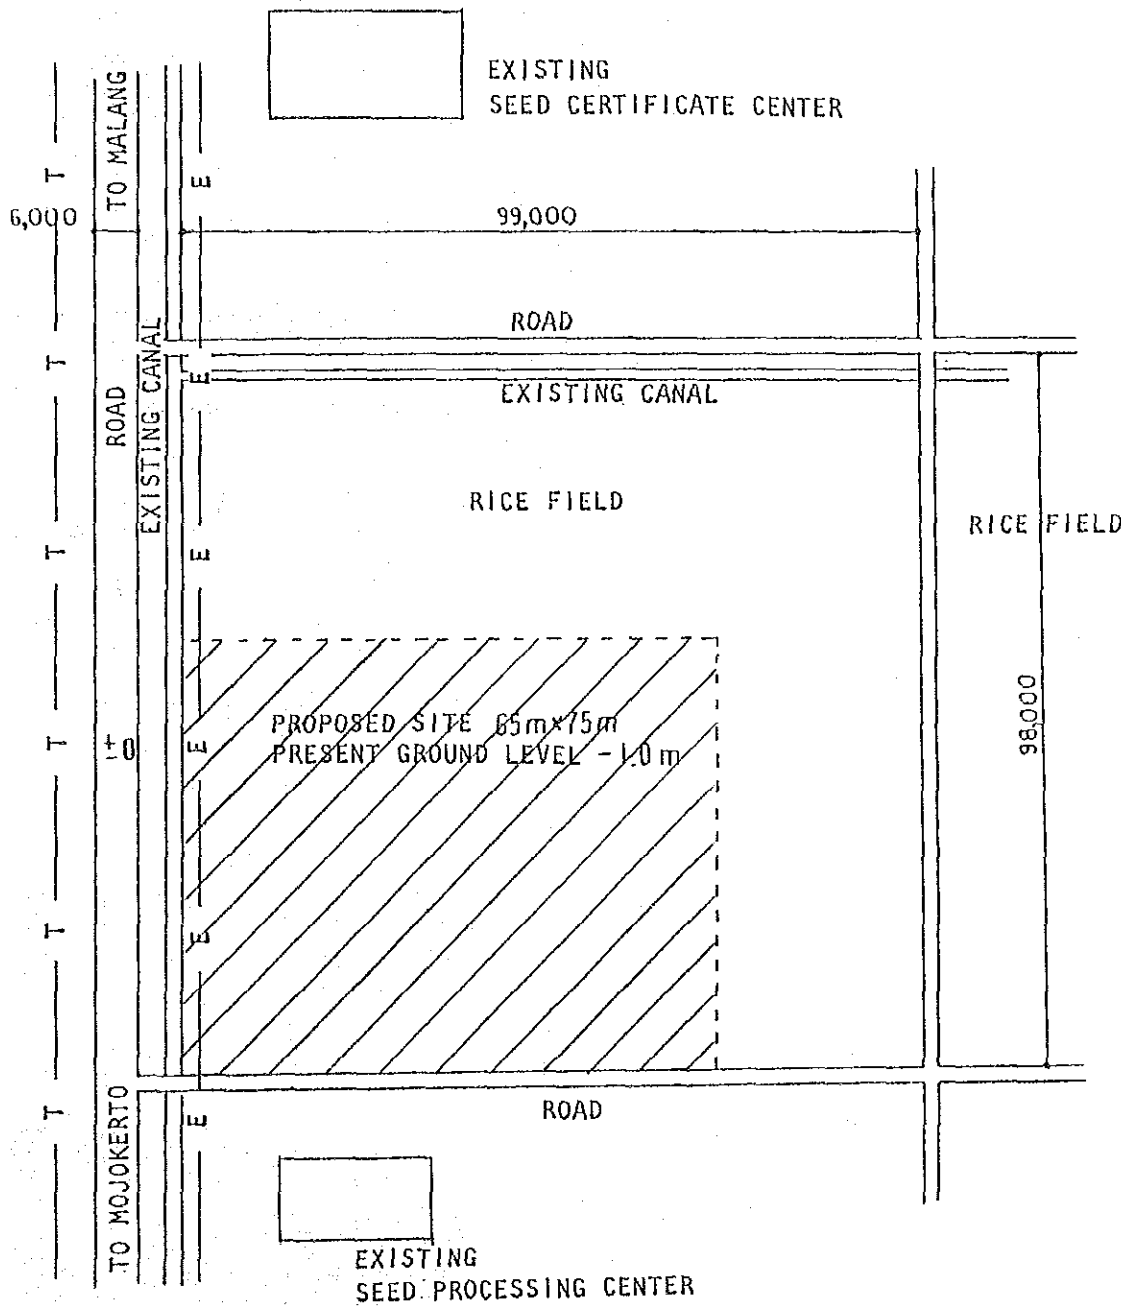 EXISTING
SEED CERTIFICATE CENTER
TO MALANG
T
E
6,000
99,000
ROAD
T
E
EXISTING CANAL
ROAD
EXISTING CANAL
RICE FIELD
RICE FIELD
T
E
98,000
PROPOSED SITE 65m×75m
PRESENT GROUND LEVEL -1.0m
T
±0
E
T
E
T
E
ROAD
TO MOJOKERTO
EXISTING
SEED PROCESSING CENTER